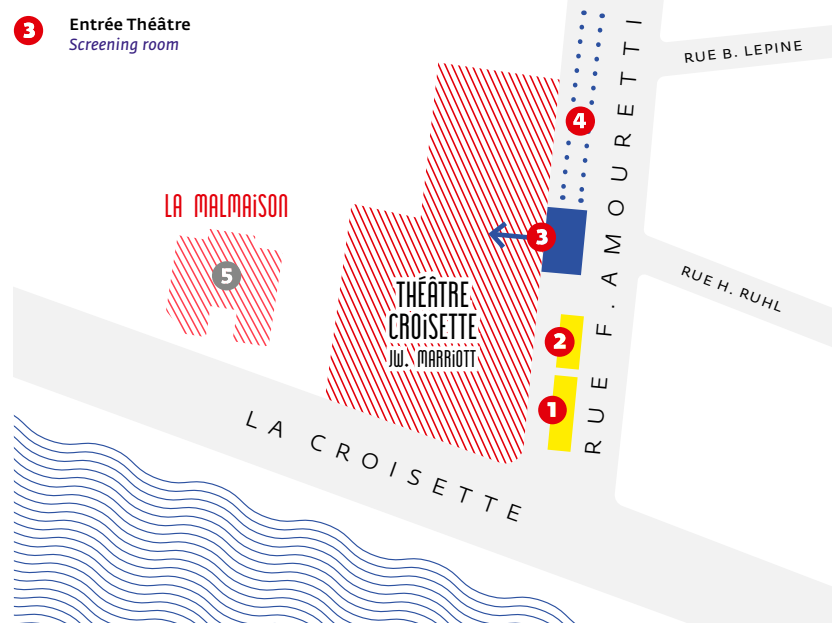 3
Entrée Théâtre
Screening room
RUE B. LEPINE
4
RUE F. AMOURETTI
LA MALMAiSON
5
3
RUE H. RUHL
THÉÂTRE
CROiSETTE
JW. MARRiOTT
2
1
LA CROISETTE